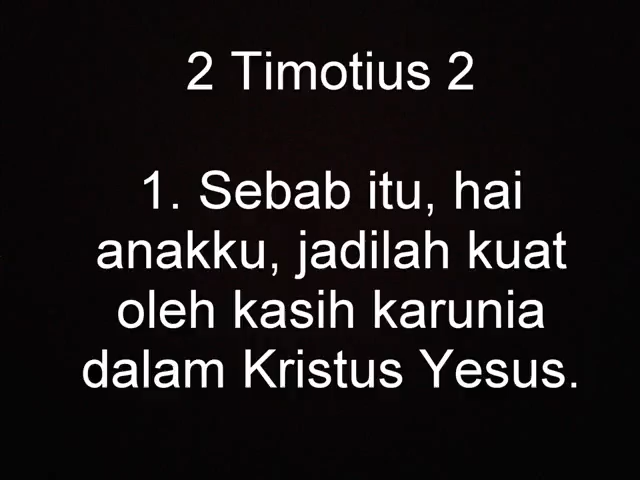 2 Timotius 2
1. Sebab itu, hai
anakku, jadilah kuat
oleh kasih karunia
dalam Kristus Yesus.